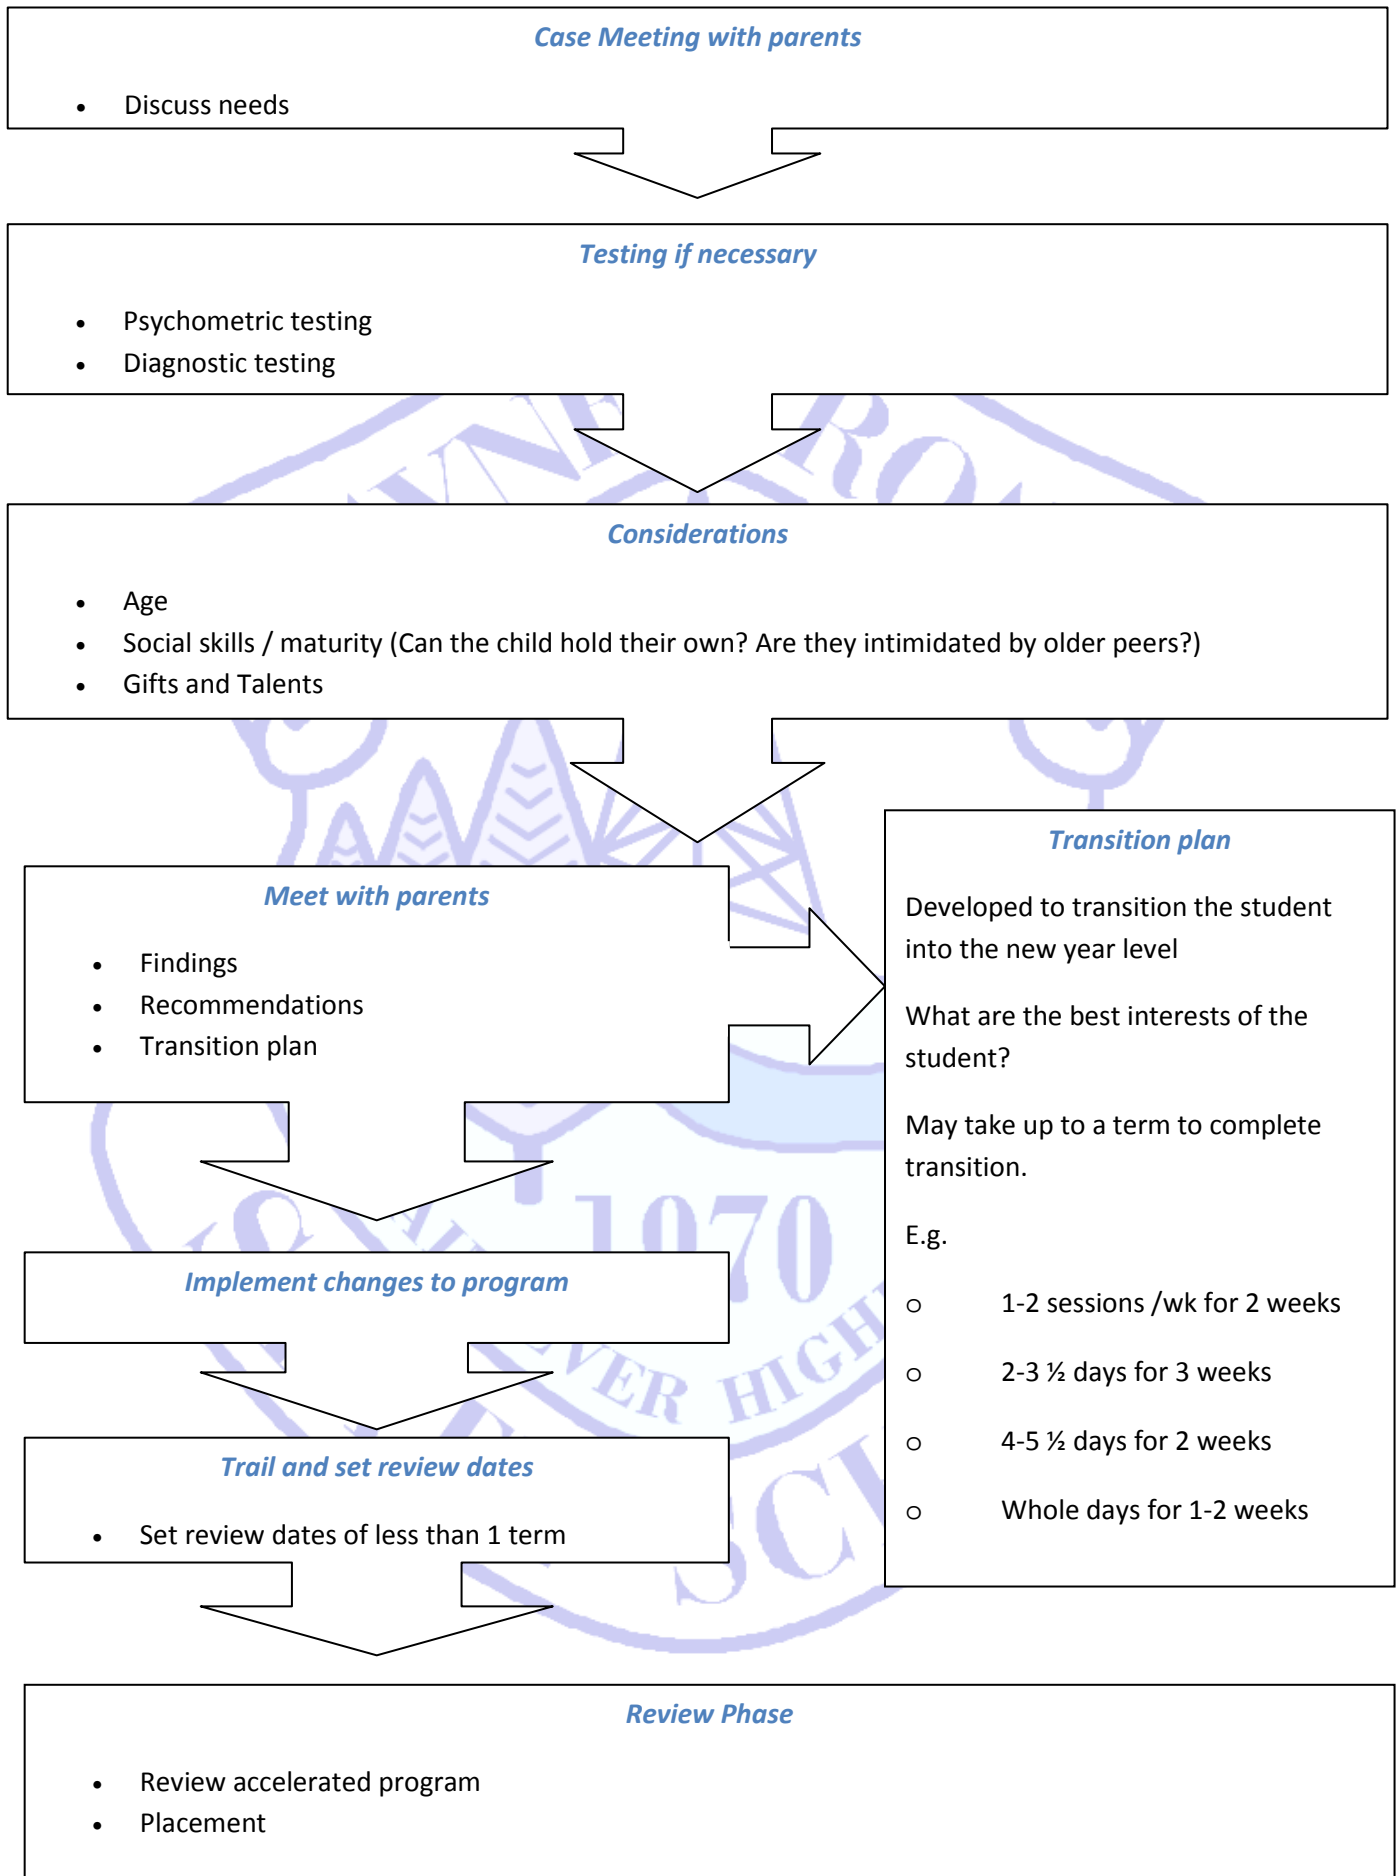 Case Meeting with parents
• Discuss needs
Testing if necessary
• Psychometric testing
• Diagnostic testing
Considerations
• Age
• Social skills / maturity (Can the child hold their own? Are they intimidated by older peers?)
• Gifts and Talents
Meet with parents
• Findings
• Recommendations
• Transition plan
Transition plan
Developed to transition the student
into the new year level
What are the best interests of the
student?
May take up to a term to complete
transition.
E.g.
o 1-2 sessions /wk for 2 weeks
o 2-3 ½ days for 3 weeks
o 4-5 ½ days for 2 weeks
o Whole days for 1-2 weeks
Implement changes to program
Trail and set review dates
• Set review dates of less than 1 term
Review Phase
• Review accelerated program
• Placement
1970